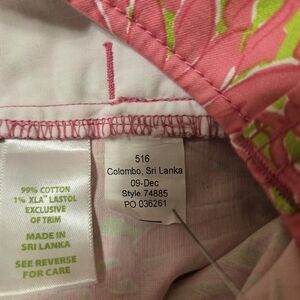 516
Colombo, Sri Lanka
09-Dec
Style 74885
PO 036261
99% COTTON
1% XLA™ LASTOL
EXCLUSIVE
OF TRIM
MADE IN
SRI LANKA
SEE REVERSE
FOR CARE